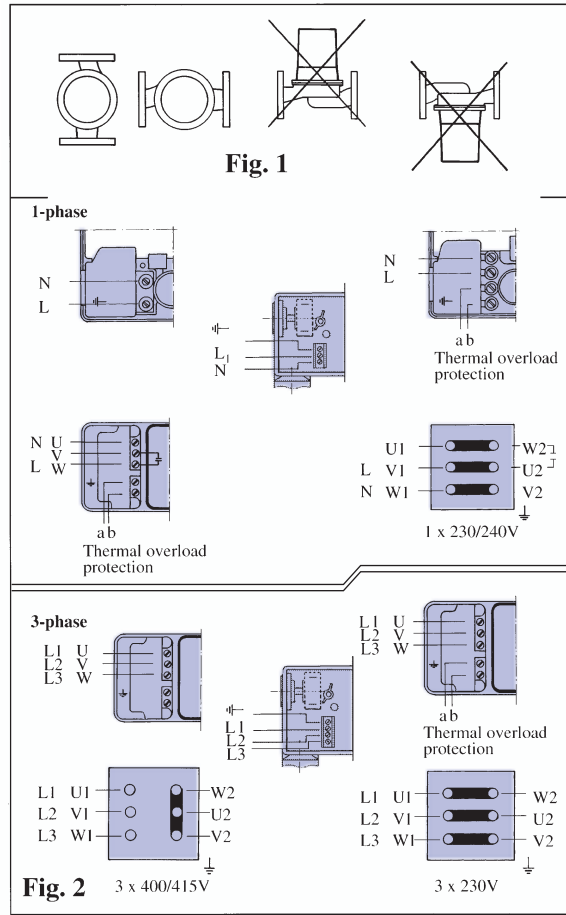 Fig. 1
1-phase
N
L
L1
N
N
L
a b
Thermal overload
protection
N U
V
L W
a b
Thermal overload
protection
U1 W2
L V1 U2
N W1 V2
1 x 230/240V
3-phase
L1 U
L2 V
L3 W
L1
L2
L3
L1 U
L2 V
L3 W
a b
Thermal overload
protection
L1 U1 W2
L2 V1 U2
L3 W1 V2
3 x 400/415V
L1 U1 W2
L2 V1 U2
L3 W1 V2
3 x 230V
Fig. 2